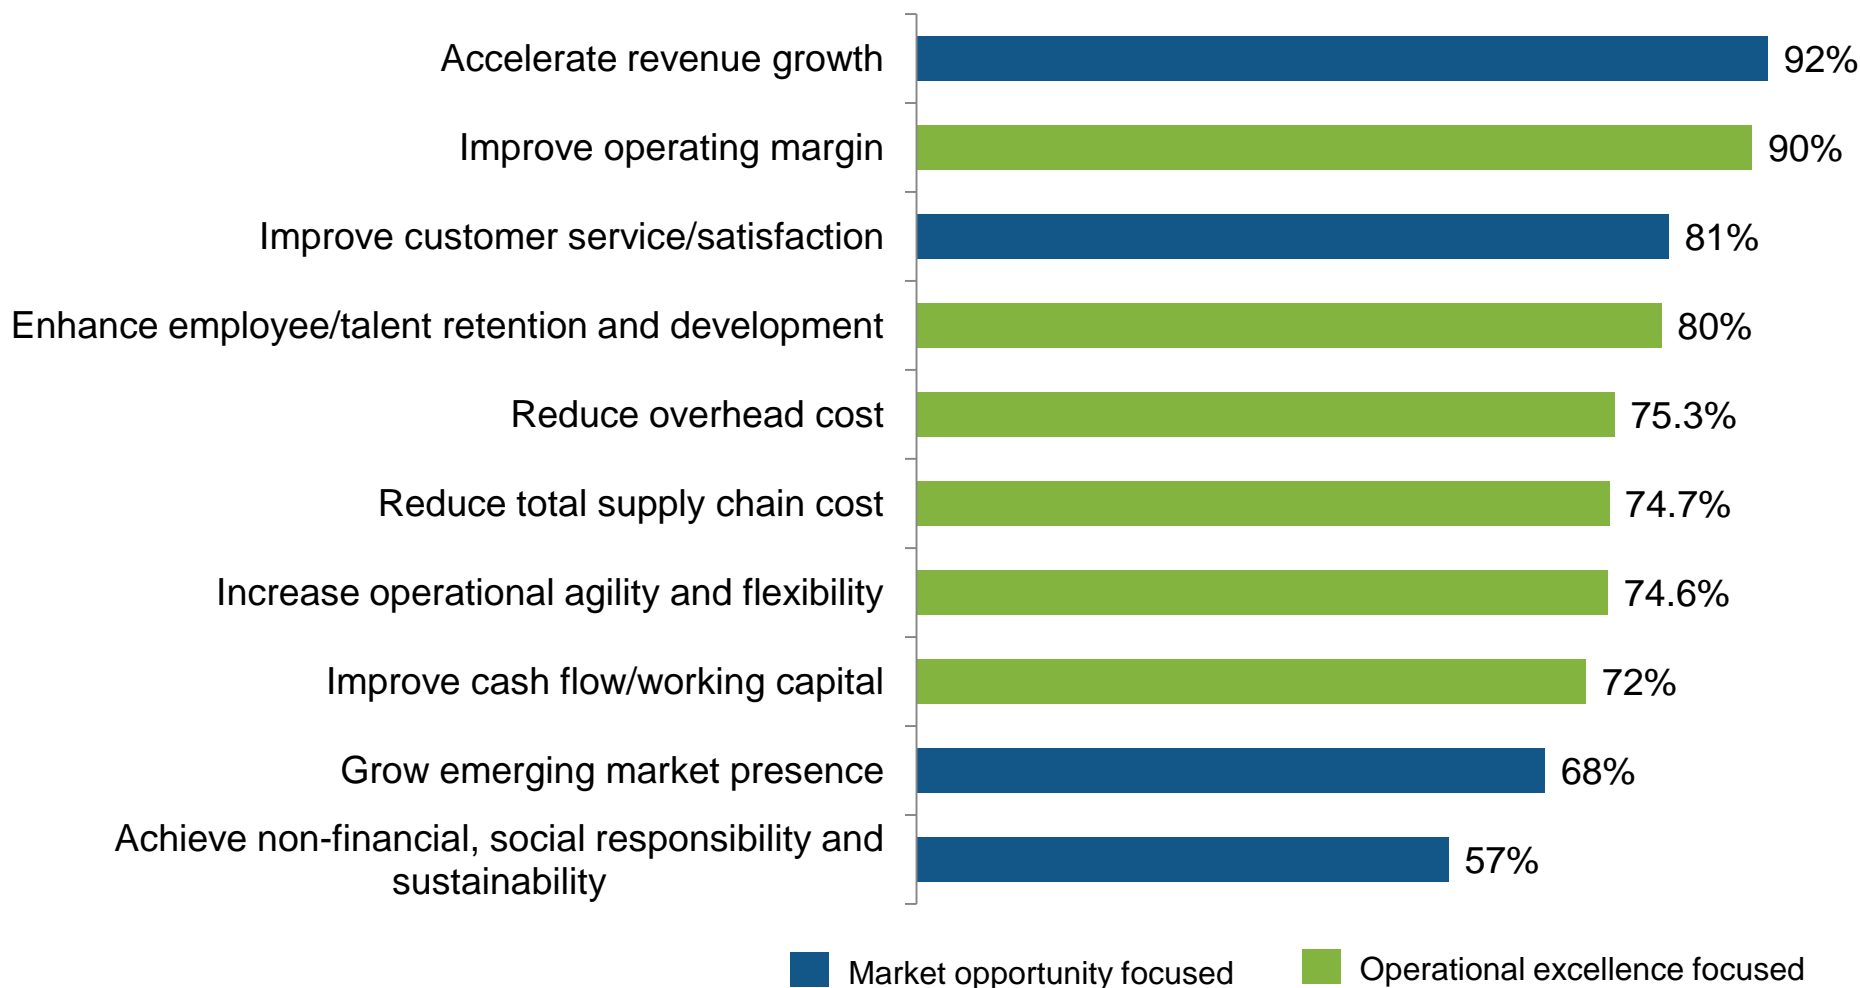 Accelerate revenue growth 92%
Improve operating margin 90%
Improve customer service/satisfaction 81%
Enhance employee/talent retention and development 80%
Reduce overhead cost 75.3%
Reduce total supply chain cost 74.7%
Increase operational agility and flexibility 74.6%
Improve cash flow/working capital 72%
Grow emerging market presence 68%
Achieve non-financial, social responsibility and
sustainability 57%
Market opportunity focused Operational excellence focused